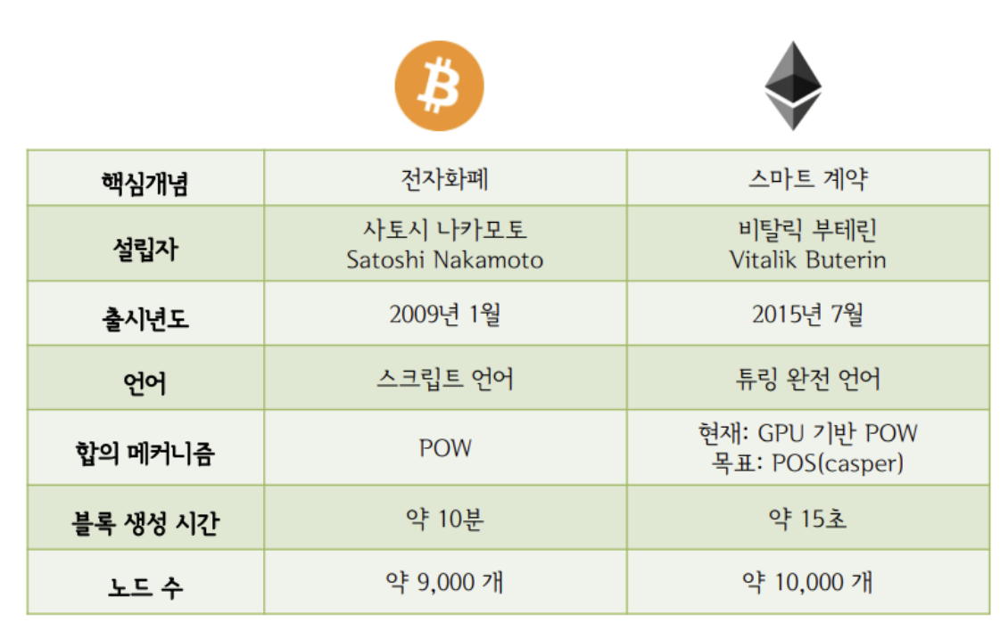 핵심개념 전자화폐 스마트 계약
설립자 사토시 나카모토 비탈릭 부테린
Satoshi Nakamoto Vitalik Buterin
출시년도 2009년 1월 2015년 7월
언어 스크립트 언어 튜링 완전 언어
합의 메커니즘 POW 현재: GPU 기반 POW
목표: POS(casper)
블록 생성 시간 약 10분 약 15초
노드 수 약 9,000 개 약 10,000 개